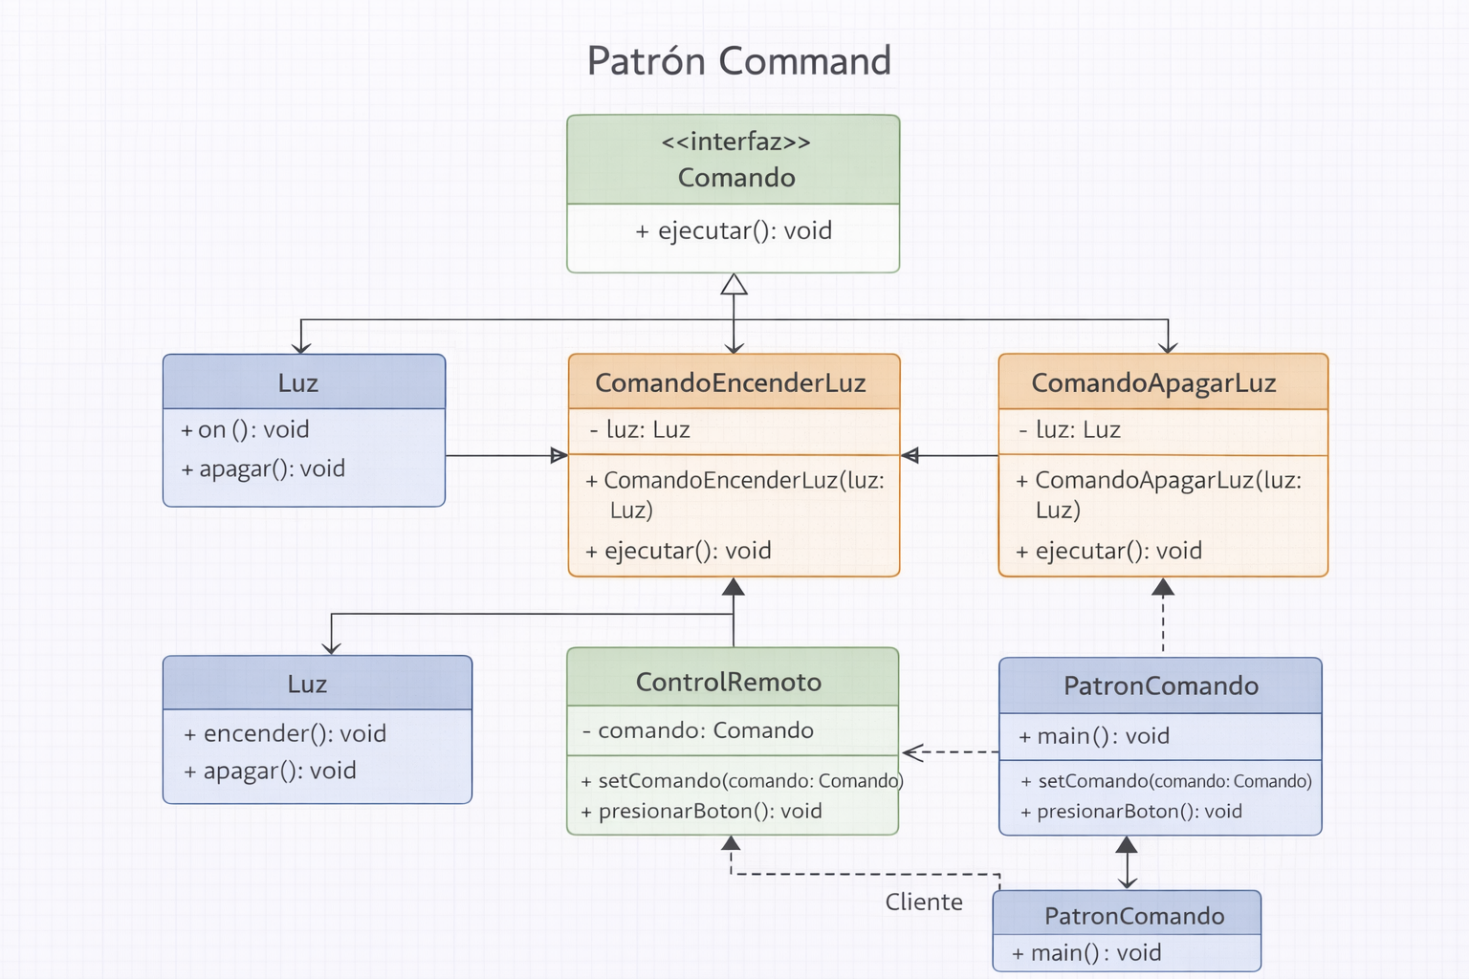 Patrón Command
<<interfaz>>
Comando
+ ejecutar(): void
Luz
+ on (): void
+ apagar(): void
ComandoEncenderLuz
- luz: Luz
+ ComandoEncenderLuz(luz:
Luz)
+ ejecutar(): void
ComandoApagarLuz
- luz: Luz
+ ComandoApagarLuz(luz:
Luz)
+ ejecutar(): void
Luz
+ encender(): void
+ apagar(): void
ControlRemoto
- comando: Comando
+ setComando(comando: Comando)
+ presionarBoton(): void
PatronComando
+ main(): void
+ setComando(comando: Comando)
+ presionarBoton(): void
Cliente
PatronComando
+ main(): void